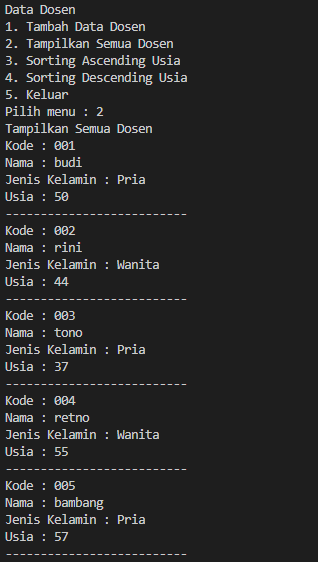 Data Dosen
1. Tambah Data Dosen
2. Tampilkan Semua Dosen
3. Sorting Ascending Usia
4. Sorting Descending Usia
5. Keluar
Pilih menu : 2
Tampilkan Semua Dosen
Kode : 001
Nama : budi
Jenis Kelamin : Pria
Usia : 50
--------------------------
Kode : 002
Nama : rini
Jenis Kelamin : Wanita
Usia : 44
--------------------------
Kode : 003
Nama : tono
Jenis Kelamin : Pria
Usia : 37
--------------------------
Kode : 004
Nama : retno
Jenis Kelamin : Wanita
Usia : 55
--------------------------
Kode : 005
Nama : bambang
Jenis Kelamin : Pria
Usia : 57
--------------------------